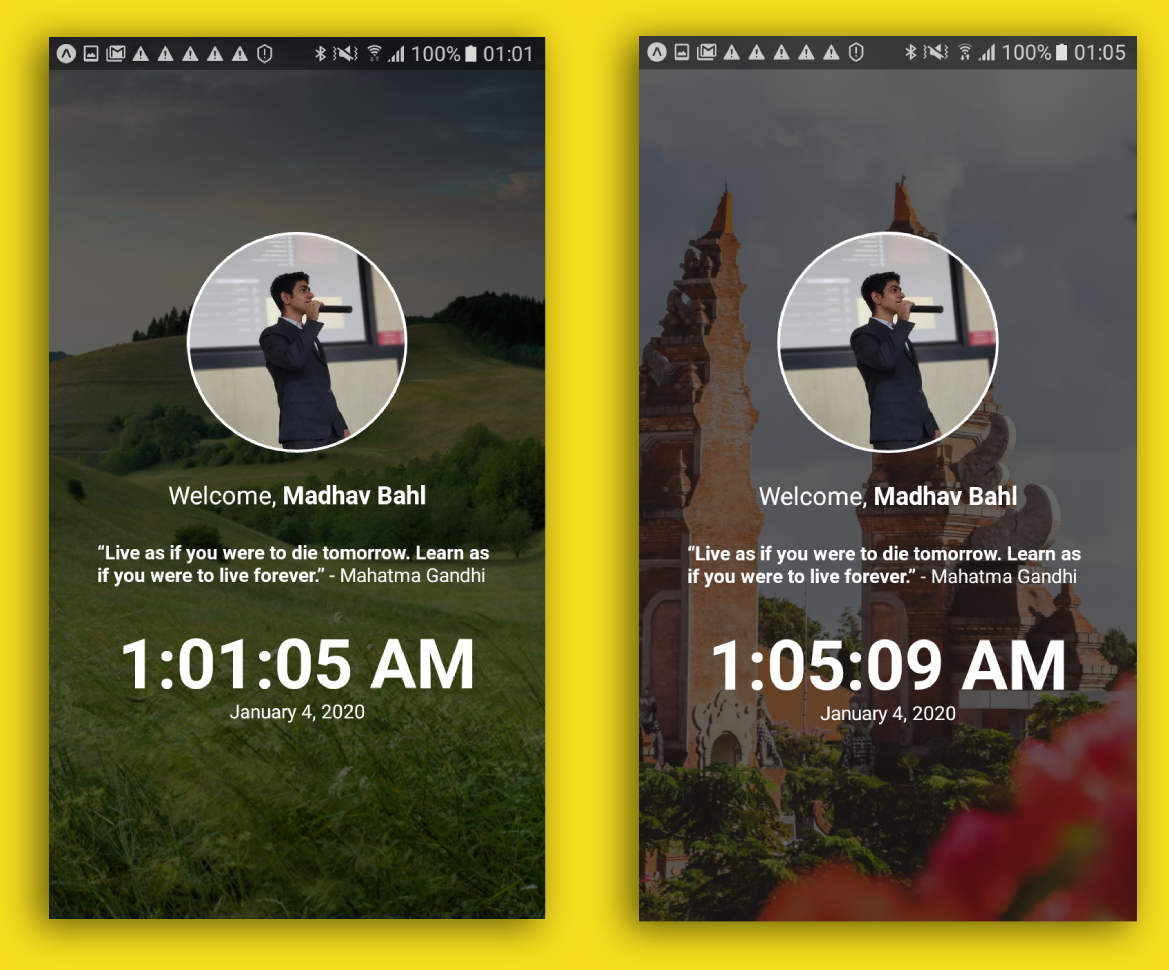 100% 01:01
Welcome, Madhav Bahl
“Live as if you were to die tomorrow. Learn as
if you were to live forever.” - Mahatma Gandhi
1:01:05 AM
January 4, 2020
100% 01:05
Welcome, Madhav Bahl
“Live as if you were to die tomorrow. Learn as
if you were to live forever.” - Mahatma Gandhi
1:05:09 AM
January 4, 2020